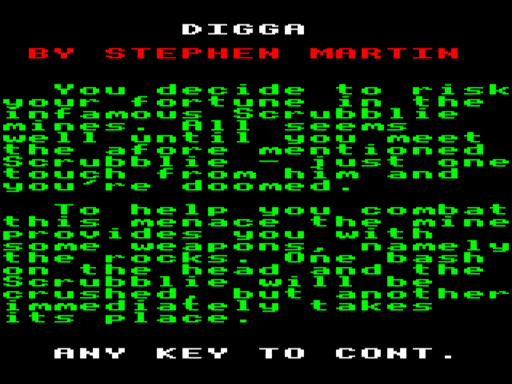 DIGGA
BY STEPHEN MARTIN
You decide to risk
your fortune in the
infamous Scrubblie
mines. All seems
well until you meet
the afore mentioned
Scrubblie - just one
touch from him and
you're doomed.
To help you combat
this menace the mine
provides you with
some weapons, namely
the rocks. One bash
on the head and the
Scrubblie will be
crushed, but another
immediately takes
its place.
ANY KEY TO CONT.